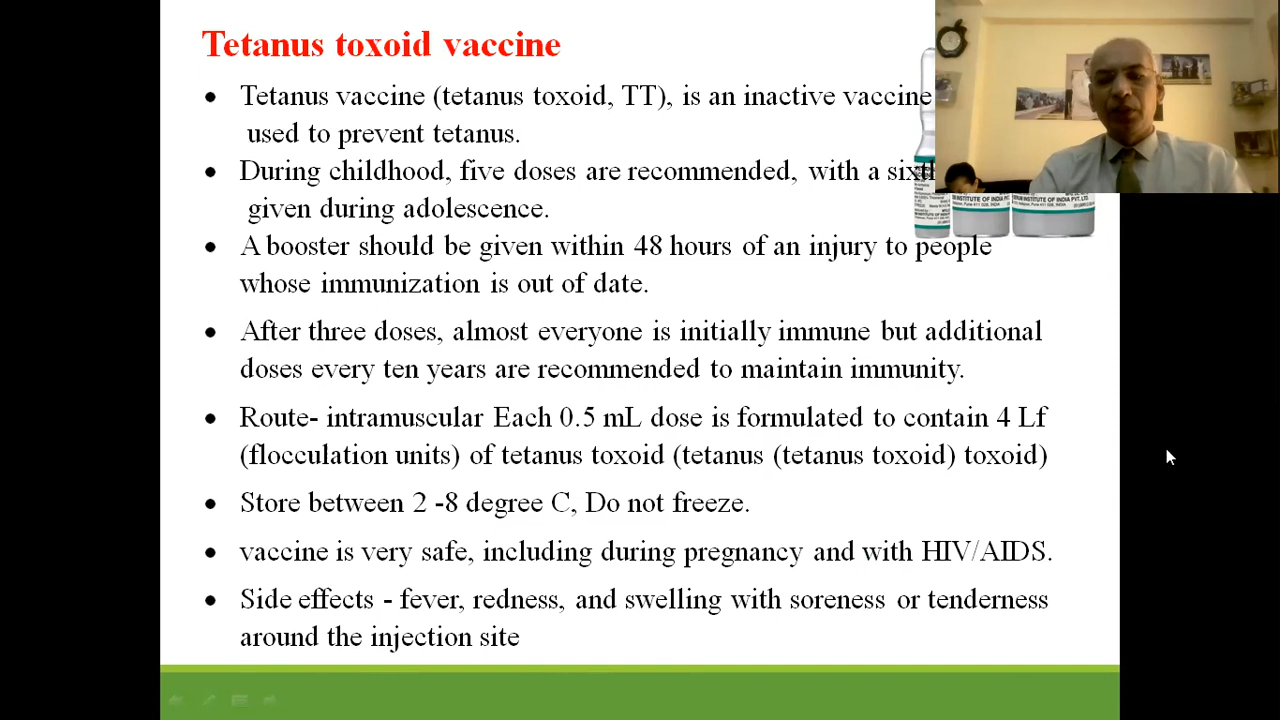 Tetanus toxoid vaccine
• Tetanus vaccine (tetanus toxoid, TT), is an inactive vaccine
used to prevent tetanus.
• During childhood, five doses are recommended, with a sixth
given during adolescence.
• A booster should be given within 48 hours of an injury to people
whose immunization is out of date.
• After three doses, almost everyone is initially immune but additional
doses every ten years are recommended to maintain immunity.
• Route- intramuscular Each 0.5 mL dose is formulated to contain 4 Lf
(flocculation units) of tetanus toxoid (tetanus (tetanus toxoid) toxoid)
• Store between 2 -8 degree C, Do not freeze.
• vaccine is very safe, including during pregnancy and with HIV/AIDS.
• Side effects - fever, redness, and swelling with soreness or tenderness
around the injection site